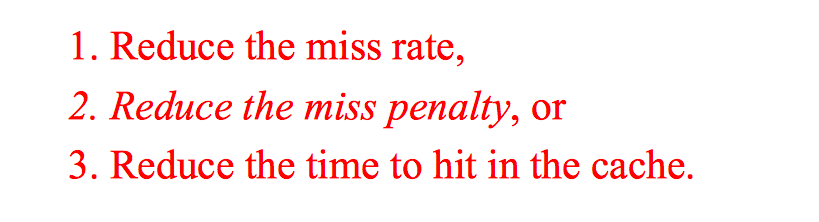 1. Reduce the miss rate,
2. Reduce the miss penalty, or
3. Reduce the time to hit in the cache.